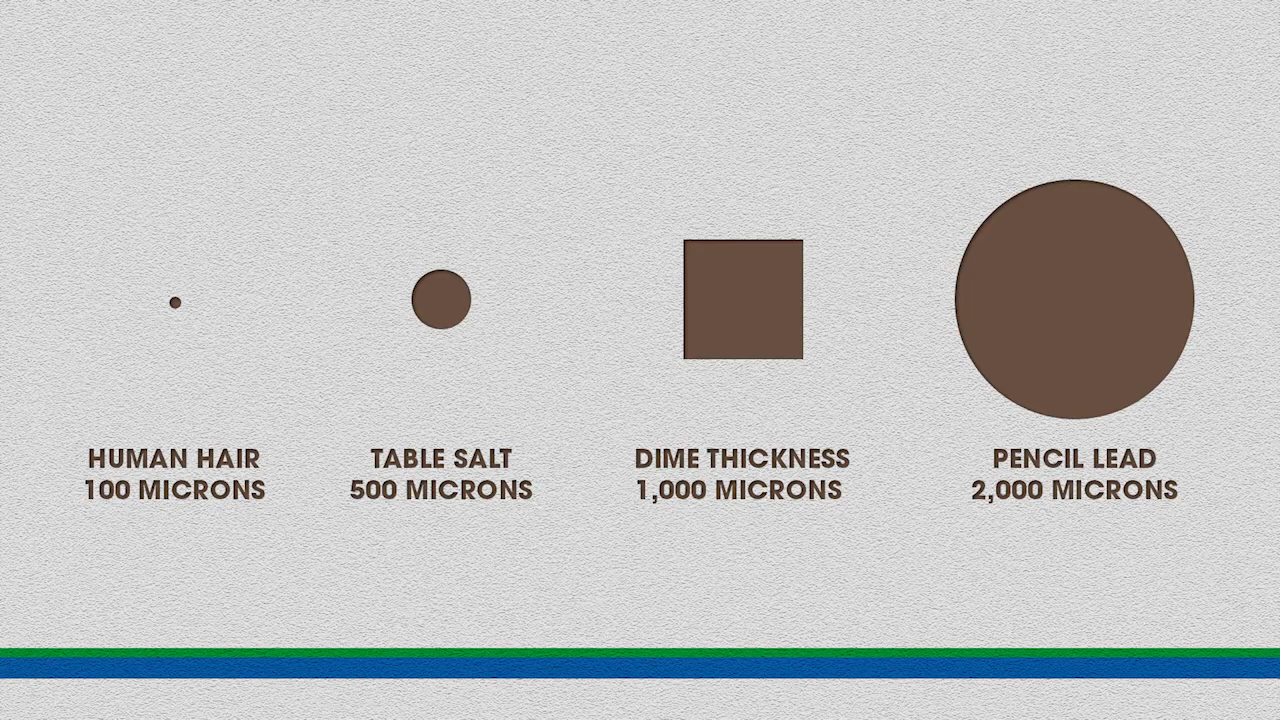 HUMAN HAIR
100 MICRONS
TABLE SALT
500 MICRONS
DIME THICKNESS
1,000 MICRONS
PENCIL LEAD
2,000 MICRONS